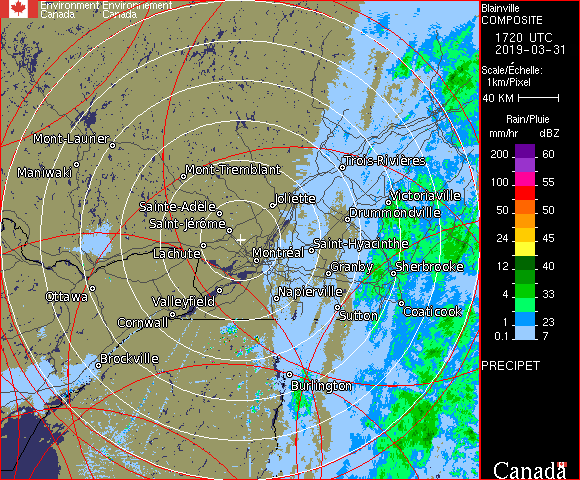 Environment Environnement
Canada Canada
Mont-Laurier
Maniwaki
Mont-Tremblant
Trois-Rivières
Joliette
Victoriaville
Sainte-Adèle
Drummondville
Saint-Jérôme
Lachute
Montréal
Saint-Hyacinthe
Granby
Sherbrooke
Ottawa
Valleyfield
Napierville
Coaticook
Cornwall
Sutton
Brockville
Burlington
Blainville
COMPOSITE
1720 UTC
2019-03-31
Scale/Échelle:
1km/Pixel
40 KM
Rain/Pluie
mm/hr dBZ
200 60
55
100 55
50 50
45
24 45
12 40
4 33
1 23
0.1 7
PRECIPET
Canada